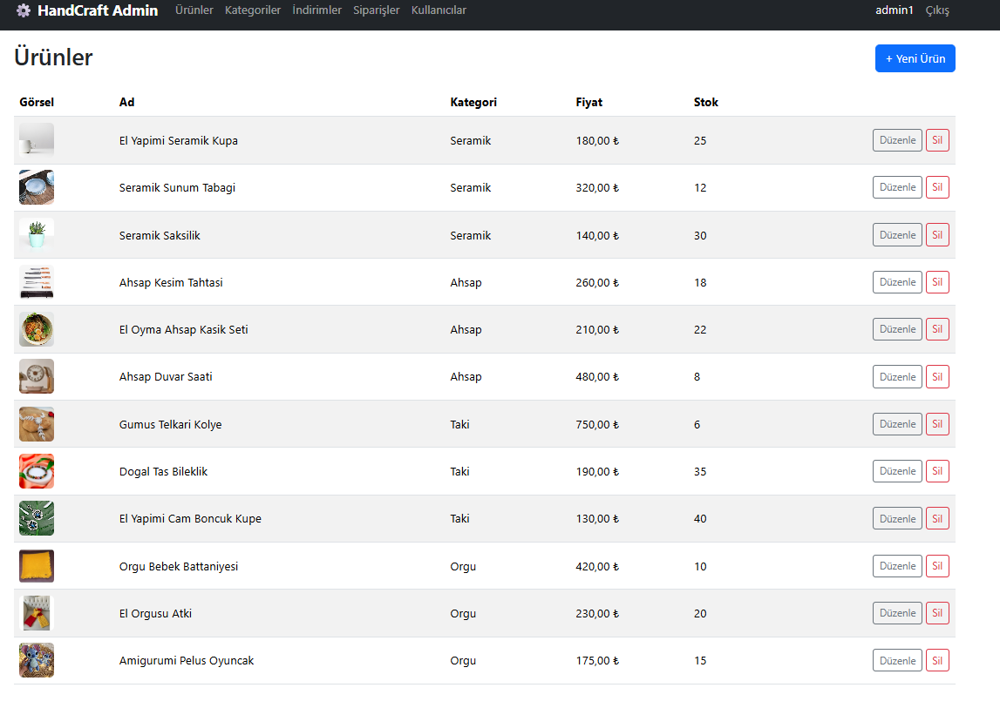 HandCraft Admin Ürünler Kategoriler İndirimler Siparişler Kullanıcılar admin1 Çıkış
Ürünler + Yeni Ürün
Görsel Ad Kategori Fiyat Stok
El Yapimi Seramik Kupa Seramik 180,00 ₺ 25 Düzenle Sil
Seramik Sunum Tabagi Seramik 320,00 ₺ 12 Düzenle Sil
Seramik Saksilik Seramik 140,00 ₺ 30 Düzenle Sil
Ahsap Kesim Tahtasi Ahsap 260,00 ₺ 18 Düzenle Sil
El Oyma Ahsap Kasik Seti Ahsap 210,00 ₺ 22 Düzenle Sil
Ahsap Duvar Saati Ahsap 480,00 ₺ 8 Düzenle Sil
Gumus Telkari Kolye Taki 750,00 ₺ 6 Düzenle Sil
Dogal Tas Bileklik Taki 190,00 ₺ 35 Düzenle Sil
El Yapimi Cam Boncuk Kupe Taki 130,00 ₺ 40 Düzenle Sil
Orgu Bebek Battaniyesi Orgu 420,00 ₺ 10 Düzenle Sil
El Orgusu Atki Orgu 230,00 ₺ 20 Düzenle Sil
Amigurumi Pelus Oyuncak Orgu 175,00 ₺ 15 Düzenle Sil